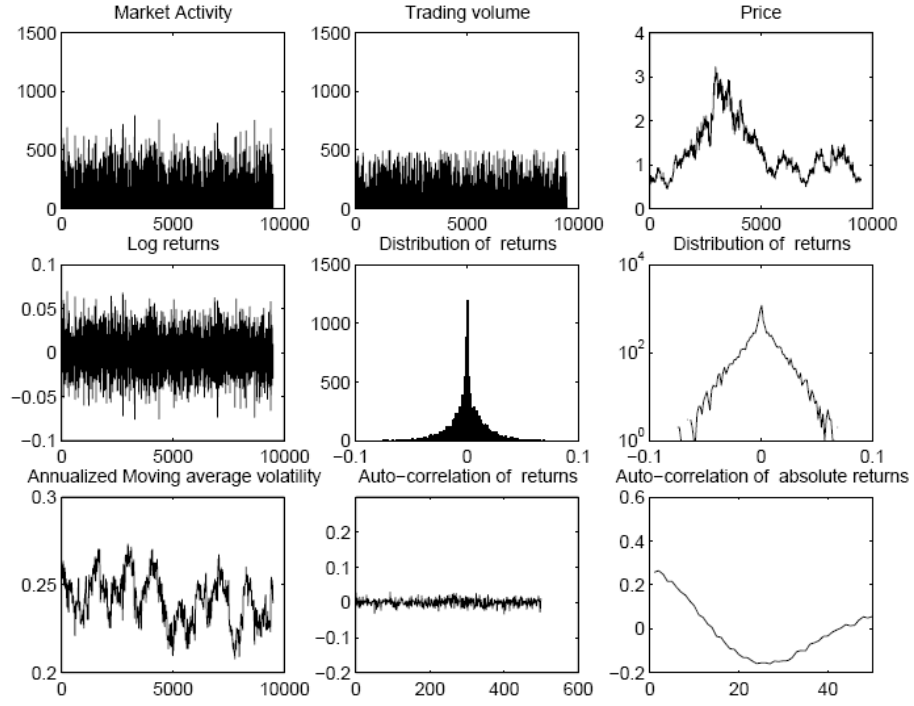 Market Activity
1500
1000
500
0
0 5000 10000
Trading volume
1500
1000
500
0
0 5000 10000
Price
4
3
2
1
0
0 5000 10000
Log returns
0.1
0.05
0
−0.05
−0.1
0 5000 10000
Distribution of returns
1500
1000
500
0
−0.1 0 0.1
Distribution of returns
10^4
10^2
10^0
−0.1 0 0.1
Annualized Moving average volatility
0.3
0.25
0.2
0 5000 10000
Auto−correlation of returns
0.2
0.1
0
−0.1
−0.2
0 200 400 600
Auto−correlation of absolute returns
0.6
0.4
0.2
0
−0.2
0 20 40